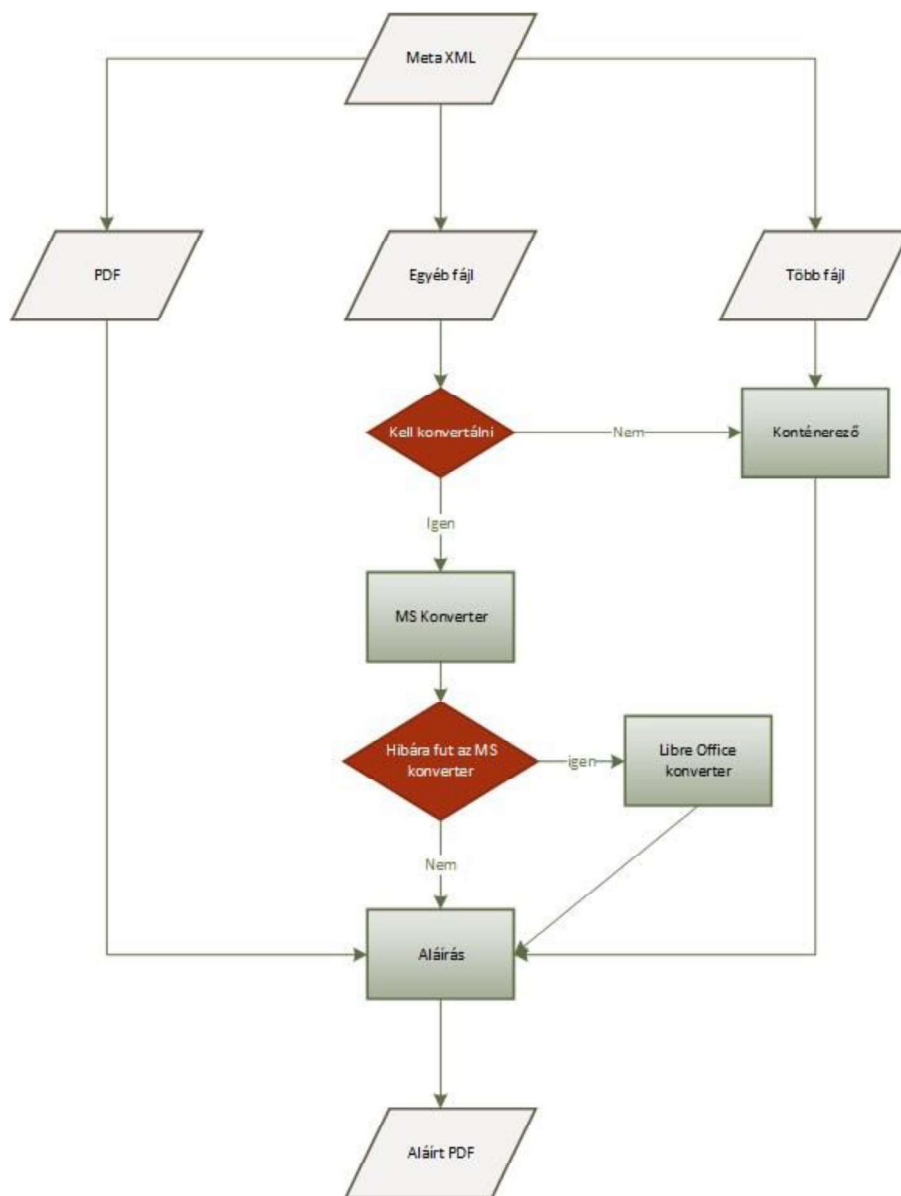 Meta XML
PDF
Egyéb fájl
Több fájl
Kell konvertálni
Nem
Konténerező
Igen
MS Konverter
Hibára fut az MS
konverter
igen
Libre Office
konverter
Nem
Aláírás
Aláírt PDF